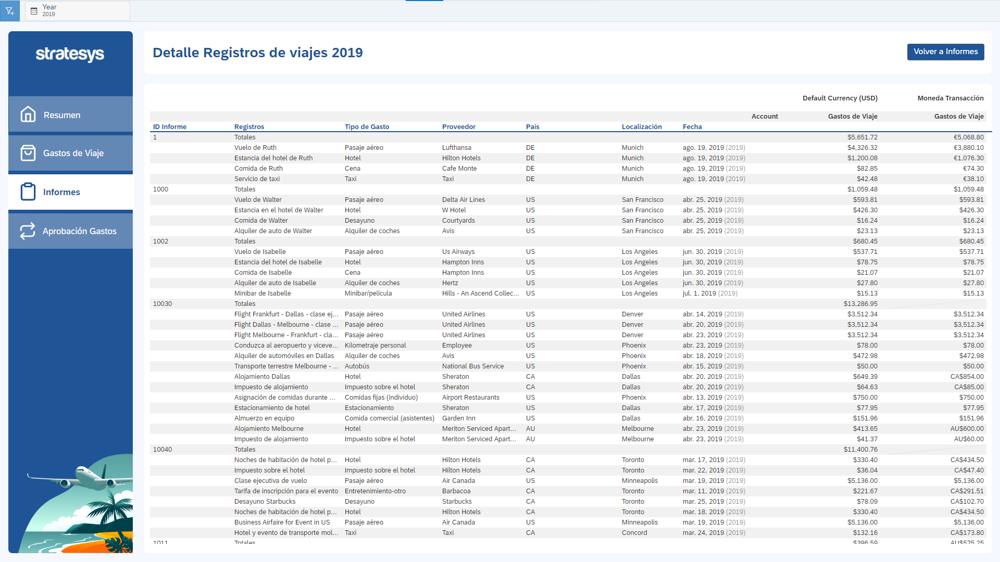 Year
2019
stratesys
Resumen
Gastos de Viaje
Informes
Aprobación Gastos
Detalle Registros de viajes 2019
Volver a Informes
Default Currency (USD) Moneda Transacción
Account Gastos de Viaje Gastos de Viaje
ID Informe Registros Tipo de Gasto Proveedor País Localización Fecha
1 Totales $5,651.72 €5,068.80
Vuelo de Ruth Pasaje aéreo Lufthansa DE Munich ago. 19, 2019 (2019) $4,326.32 €3,880.10
Estancia del hotel de Ruth Hotel Hilton Hotels DE Munich ago. 19, 2019 (2019) $1,200.08 €1,076.30
Comida de Ruth Cena Cafe Monte DE Munich ago. 19, 2019 (2019) $82.85 €74.30
Servicio de taxi Taxi Taxi DE Munich ago. 19, 2019 (2019) $42.48 €38.10
1000 Totales $1,059.48 $1,059.48
Vuelo de Walter Pasaje aéreo Delta Air Lines US San Francisco abr. 25, 2019 (2019) $593.81 $593.81
Estancia en el hotel de Walter Hotel W Hotel US San Francisco abr. 25, 2019 (2019) $426.30 $426.30
Comida de Walter Desayuno Courtyards US San Francisco abr. 25, 2019 (2019) $16.24 $16.24
Alquiler de auto de Walter Alquiler de coches Avis US San Francisco abr. 25, 2019 (2019) $23.13 $23.13
1002 Totales $680.45 $680.45
Vuelo de Isabelle Pasaje aéreo Us Airways US Los Angeles jun. 30, 2019 (2019) $537.71 $537.71
Estancia del hotel de Isabelle Hotel Hampton Inns US Los Angeles jun. 30, 2019 (2019) $78.75 $78.75
Comida de Isabelle Cena Hampton Inns US Los Angeles jun. 30, 2019 (2019) $21.07 $21.07
Alquiler de auto de Isabelle Alquiler de coches Hertz US Los Angeles jun. 30, 2019 (2019) $27.80 $27.80
Minibar de Isabelle Minibar/película Hills - An Ascend Collec... US Los Angeles jul. 1, 2019 (2019) $15.13 $15.13
10030 Totales $13,286.95
Flight Frankfurt - Dallas - clase ej... Pasaje aéreo United Airlines US Denver abr. 14, 2019 (2019) $3,512.34 $3,512.34
Flight Dallas - Melbourne - clase ... Pasaje aéreo United Airlines US Denver abr. 20, 2019 (2019) $3,512.34 $3,512.34
Flight Melbourne - Frankfurt - cla... Pasaje aéreo United Airlines US Denver abr. 23, 2019 (2019) $3,512.34 $3,512.34
Conduzca al aeropuerto y viceve... Kilometraje personal Employee US Phoenix abr. 23, 2019 (2019) $78.00 $78.00
Alquiler de automóviles en Dallas Alquiler de coches Avis US Phoenix abr. 18, 2019 (2019) $472.98 $472.98
Transporte terrestre Melbourne - ... Autobús National Bus Service US Phoenix abr. 15, 2019 (2019) $50.00 $50.00
Alojamiento Dallas Hotel Sheraton CA Dallas abr. 20, 2019 (2019) $649.39 CA$854.00
Impuesto de alojamiento Impuesto sobre el hotel Sheraton CA Dallas abr. 20, 2019 (2019) $64.63 CA$85.00
Asignación de comidas durante ... Comidas fijas (individuo) Airport Restaurants US Phoenix abr. 13, 2019 (2019) $750.00 $750.00
Estacionamiento de hotel Estacionamiento Sheraton US Dallas abr. 17, 2019 (2019) $77.95 $77.95
Almuerzo en equipo Comida comercial (asistentes) Garden Inn US Dallas abr. 16, 2019 (2019) $151.96 $151.96
Alojamiento Melbourne Hotel Meriton Serviced Apart... AU Melbourne abr. 23, 2019 (2019) $413.65 AU$600.00
Impuesto de alojamiento Impuesto sobre el hotel Meriton Serviced Apart... AU Melbourne abr. 23, 2019 (2019) $41.37 AU$60.00
10040 Totales $11,400.76
Noches de habitación de hotel p... Hotel Hilton Hotels CA Toronto mar. 17, 2019 (2019) $330.40 CA$434.50
Impuesto sobre el hotel Impuesto sobre el hotel Hilton Hotels CA Toronto mar. 22, 2019 (2019) $36.04 CA$47.40
Clase ejecutiva de vuelo Pasaje aéreo Air Canada US Minneapolis mar. 19, 2019 (2019) $5,136.00 $5,136.00
Tarifa de inscripción para el evento Entretenimiento-otro Barbacoa CA Toronto mar. 11, 2019 (2019) $221.67 CA$291.51
Desayuno Starbucks Desayuno Starbucks CA Toronto mar. 25, 2019 (2019) $78.09 CA$102.70
Noches de habitación de hotel p... Hotel Hilton Hotels CA Toronto mar. 18, 2019 (2019) $330.40 CA$434.50
Business Airfaire for Event in US Pasaje aéreo Air Canada US Minneapolis mar. 19, 2019 (2019) $5,136.00 $5,136.00
Hotel y evento de transporte mol... Taxi Taxi CA Concord mar. 24, 2019 (2019) $132.16 CA$173.80
1011 Totales $396.59 AU$575.25